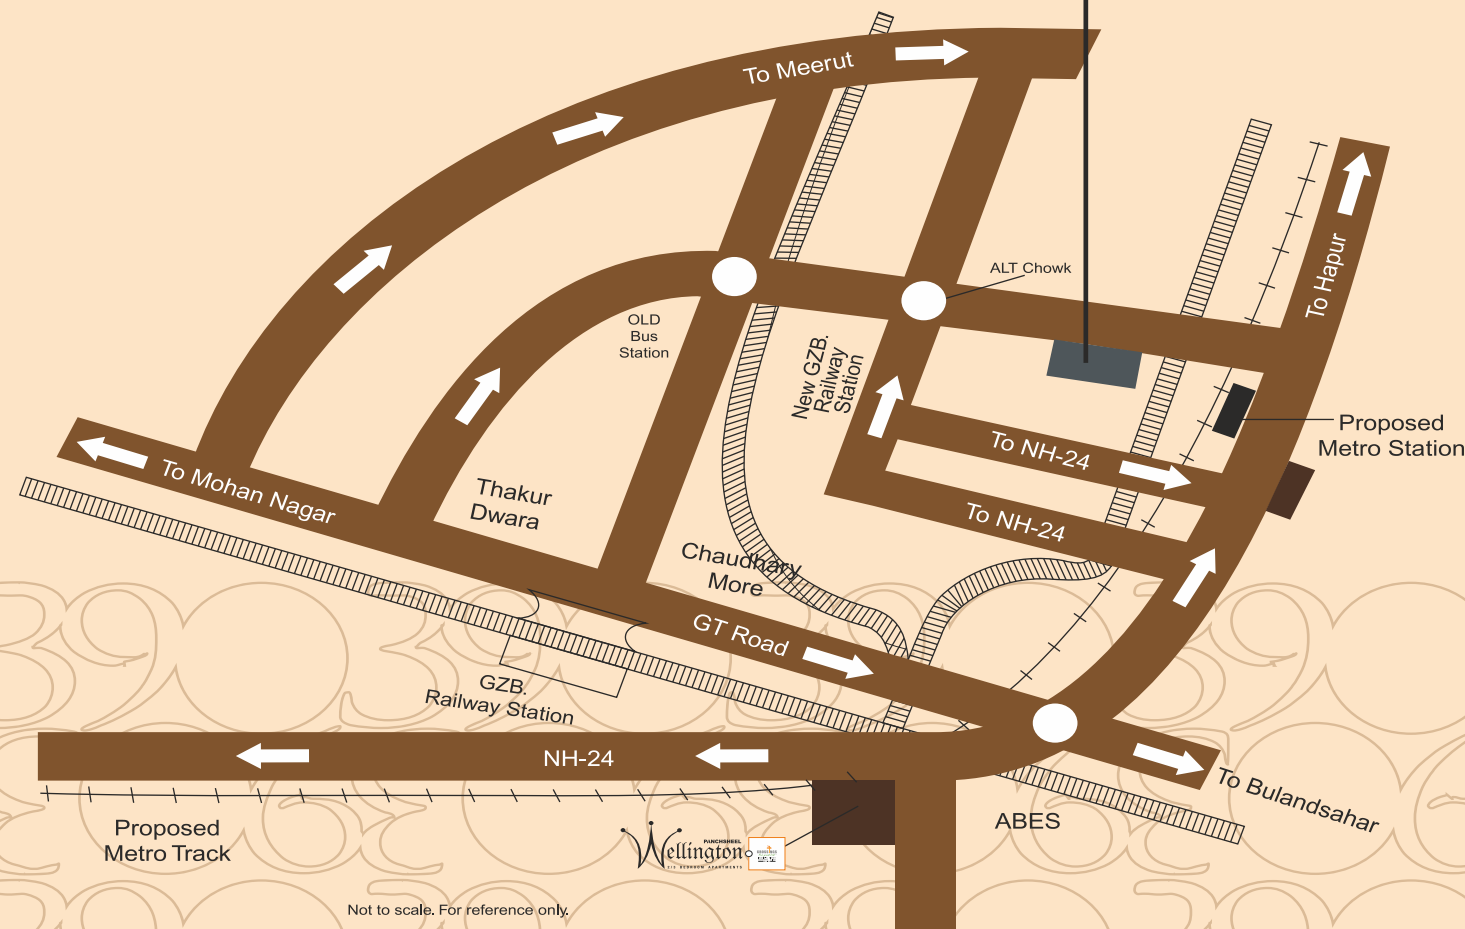 To Meerut
ALT Chowk
To Hapur
OLD
Bus
Station
New GZB.
Railway
Station
Proposed
Metro Station
To NH-24
To NH-24
To Mohan Nagar
Thakur
Dwara
Chaudhary
More
GT Road
GZB.
Railway Station
NH-24
To Bulandsahar
ABES
Proposed
Metro Track
PANCHSHEEL
Wellington
Not to scale. For reference only.